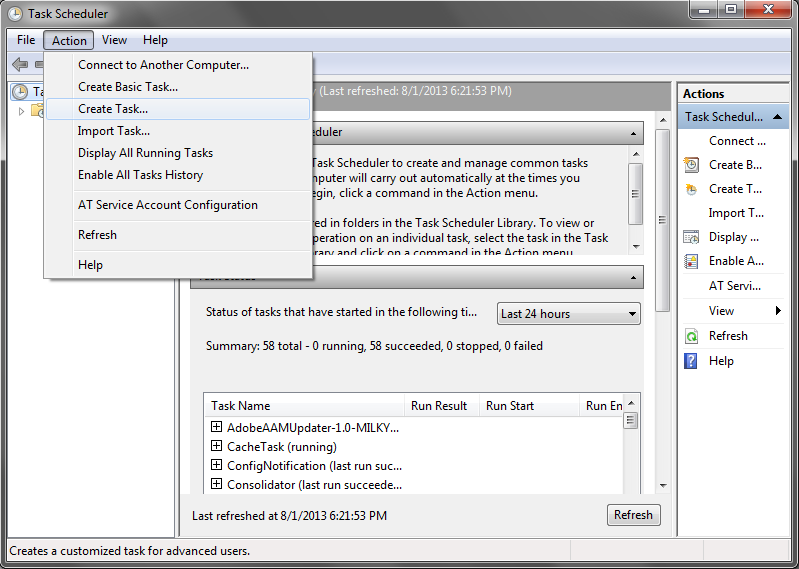 Task Scheduler
File Action View Help
Connect to Another Computer...
Create Basic Task...
Create Task...
Import Task...
Display All Running Tasks
Enable All Tasks History
AT Service Account Configuration
Refresh
Help
(Last refreshed: 8/1/2013 6:21:53 PM)
Task Scheduler to create and manage common tasks
will carry out automatically at the times you
click a command in the Action menu.
in folders in the Task Scheduler Library. To view or
on an individual task, select the task in the Task
and click on a command in the Action menu
Status of tasks that have started in the following ti...
Last 24 hours
Summary: 58 total - 0 running, 58 succeeded, 0 stopped, 0 failed
Task Name Run Result Run Start Run En
AdobeAAMUpdater-1.0-MILKY...
CacheTask (running)
ConfigNotification (last run suc...
Consolidator (last run succeede...
Last refreshed at 8/1/2013 6:21:53 PM
Refresh
Actions
Task Schedul...
Connect ...
Create B...
Create T...
Import T...
Display ...
Enable A...
AT Servi...
View
Refresh
Help
Creates a customized task for advanced users.